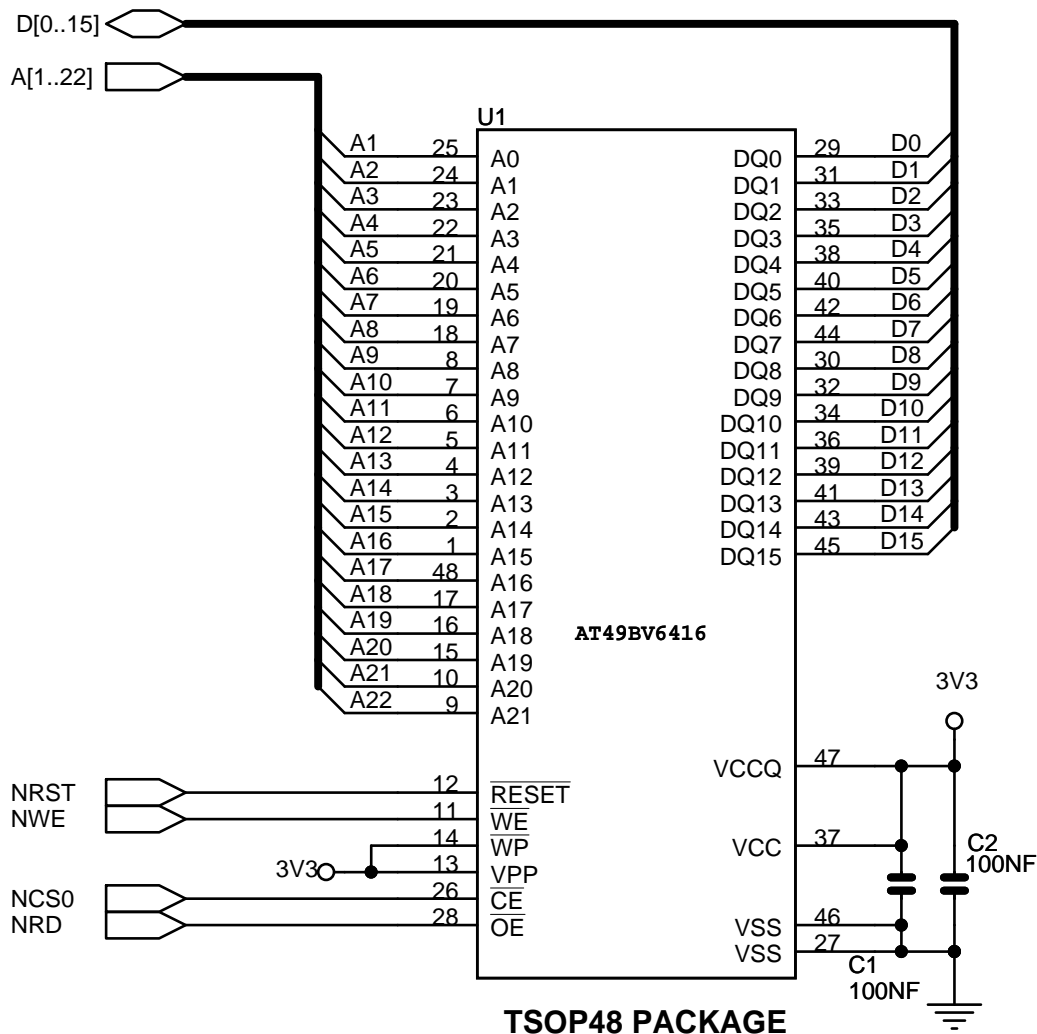 D[0..15]
A[1..22]
U1
A1 25 A0 DQ0 29 D0
A2 24 A1 DQ1 31 D1
A3 23 A2 DQ2 33 D2
A4 22 A3 DQ3 35 D3
A5 21 A4 DQ4 38 D4
A6 20 A5 DQ5 40 D5
A7 19 A6 DQ6 42 D6
A8 18 A7 DQ7 44 D7
A9 8 A8 DQ8 30 D8
A10 7 A9 DQ9 32 D9
A11 6 A10 DQ10 34 D10
A12 5 A11 DQ11 36 D11
A13 4 A12 DQ12 39 D12
A14 3 A13 DQ13 41 D13
A15 2 A14 DQ14 43 D14
A16 1 A15 DQ15 45 D15
A17 48 A16
A18 17 A17
A19 16 A18 AT49BV6416
A20 15 A19
A21 10 A20
A22 9 A21
3V3
VCCQ 47
NRST 12 RESET
NWE 11 WE
14 WP VCC 37
C2
100NF
3V3 13 VPP
NCS0 26 CE
NRD 28 OE VSS 46
VSS 27
C1
100NF
TSOP48 PACKAGE